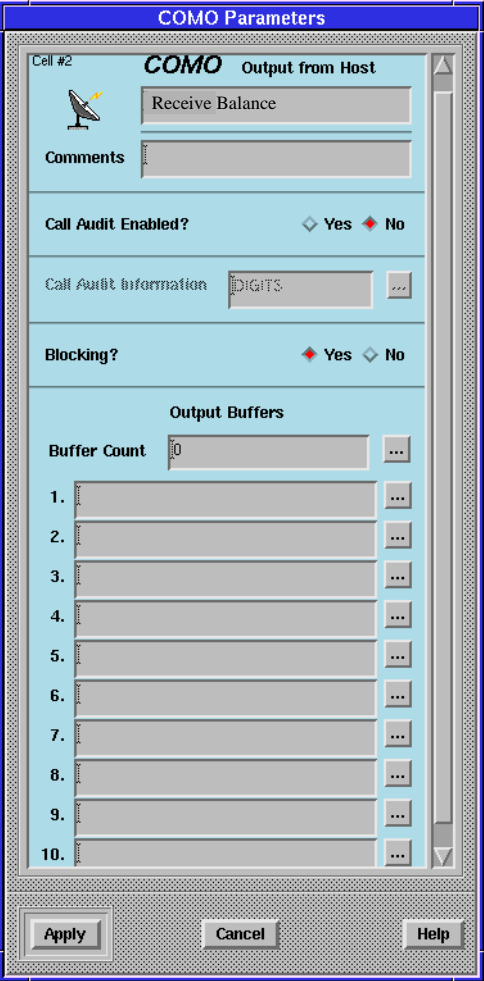 COMO Parameters
Cell #2
COMO Output from Host
Receive Balance
Comments
Call Audit Enabled? Yes No
Call Audit Information DIGITS ...
Blocking? Yes No
Output Buffers
Buffer Count 0 ...
1. ...
2. ...
3. ...
4. ...
5. ...
6. ...
7. ...
8. ...
9. ...
10. ...
Apply Cancel Help